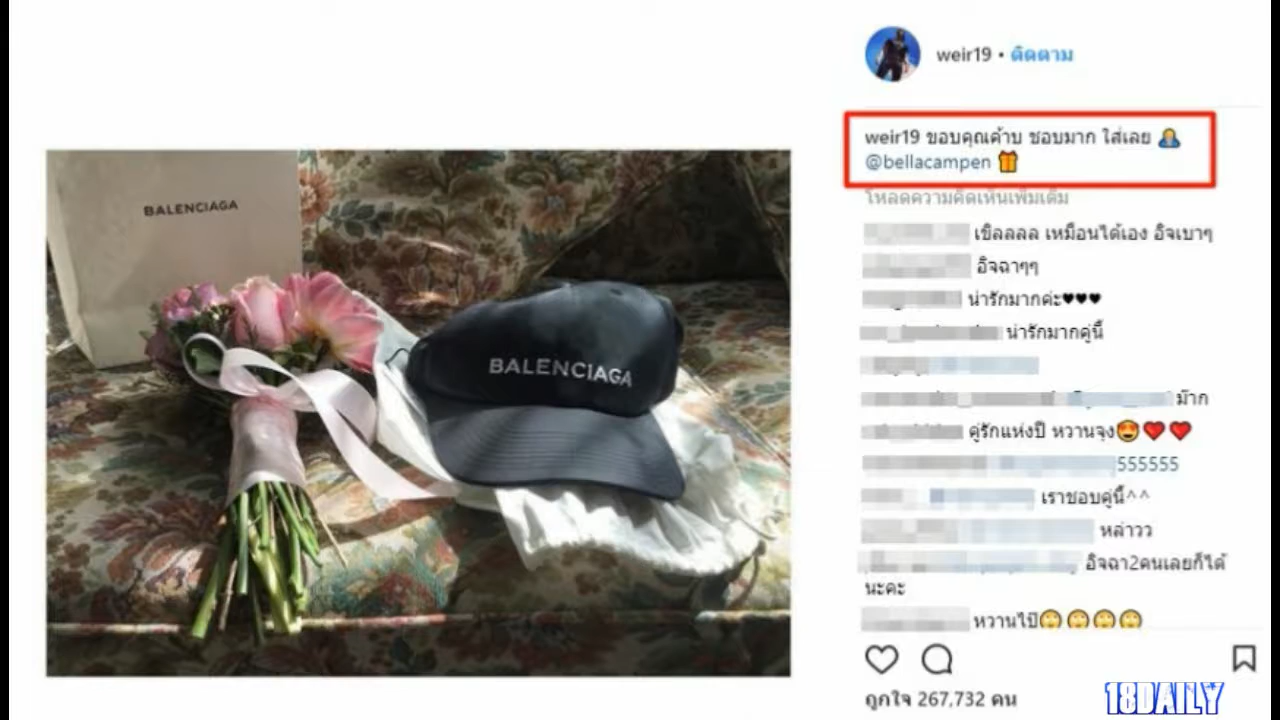 weir19 • ติดตาม
weir19 ขอบคุณค้าบ ชอบมาก ใส่เลย
@bellacampen
โหลดความคิดเห็นเพิ่มเติม
BALENCIAGA
BALENCIAGA
เขิลลลล เหมือนได้เอง อิจเบาๆ
อิจฉาๆๆ
น่ารักมากค่ะ♥♥♥
น่ารักมากคู่นี้
ม๊าก
คู่รักแห่งปี หวานจุง
555555
เราชอบคู่นี้^^
หล่าวว
อิจฉา2คนเลยก็ได้
นะคะ
หวานไป๊
ถูกใจ 267,732 คน
18DAILY